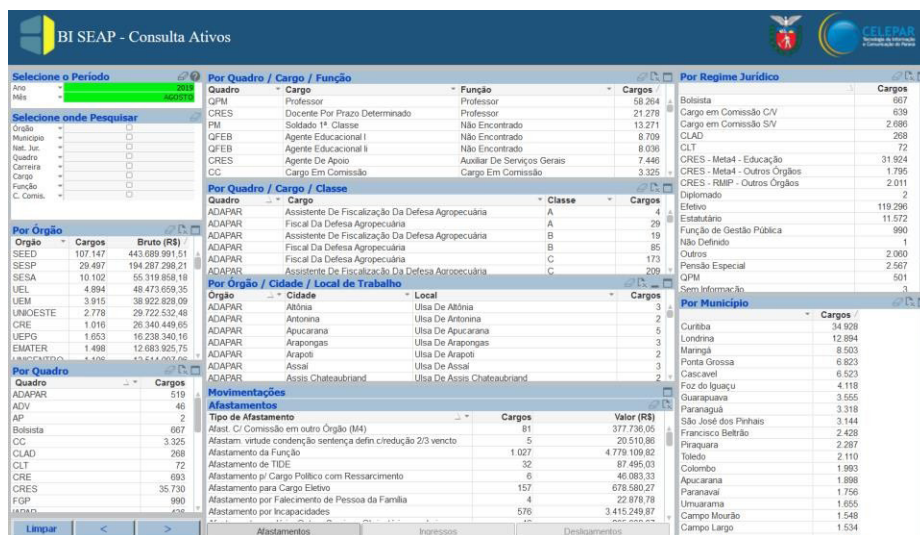 BI SEAP - Consulta Ativos
CELEPAR
Tecnologia da Informação
e Comunicação do Paraná
Selecione o Período
Ano 2019
Mês AGOSTO
Selecione onde Pesquisar
Órgão
Município
Nat. Jur.
Quadro
Carreira
Cargo
Função
C. Comis.
Por Órgão
Orgão Cargos Bruto (R$)
SEED 107.147 443.689.991,51
SESP 29.497 194.287.298,21
SESA 10.102 55.319.858,18
UEL 4.894 48.473.659,35
UEM 3.915 38.922.828,09
UNIOESTE 2.778 29.722.532,48
CRE 1.016 26.340.449,65
UEPG 1.653 16.238.340,16
EMATER 1.498 12.683.925,75
Por Quadro
Quadro Cargos
ADAPAR 519
ADV 46
AP 2
Bolsista 667
CC 3.325
CLAD 268
CLT 72
CRE 693
CRES 35.730
FGP 990
Limpar < >
Por Quadro / Cargo / Função
Quadro Cargo Função Cargos
QPM Professor Professor 58.264
CRES Docente Por Prazo Determinado Professor 21.278
PM Soldado 1ª. Classe Não Encontrado 13.271
QFEB Agente Educacional I Não Encontrado 8.709
QFEB Agente Educacional Ii Não Encontrado 8.036
CRES Agente De Apoio Auxiliar De Serviços Gerais 7.446
CC Cargo Em Comissão Cargo Em Comissão 3.325
Por Quadro / Cargo / Classe
Quadro Cargo Classe Cargos
ADAPAR Assistente De Fiscalização Da Defesa Agropecuária A 4
ADAPAR Fiscal Da Defesa Agropecuária A 29
ADAPAR Assistente De Fiscalização Da Defesa Agropecuária B 19
ADAPAR Fiscal Da Defesa Agropecuária B 85
ADAPAR Fiscal Da Defesa Agropecuária C 173
ADAPAR Assistente De Fiscalização Da Defesa Agropecuária C 209
Por Órgão / Cidade / Local de Trabalho
Orgão Cidade Local Cargos
ADAPAR Altônia Ulsa De Altônia 3
ADAPAR Antonina Ulsa De Antonina 2
ADAPAR Apucarana Ulsa De Apucarana 5
ADAPAR Arapongas Ulsa De Arapongas 3
ADAPAR Arapoti Ulsa De Arapoti 2
ADAPAR Assaí Ulsa De Assaí 3
ADAPAR Assis Chateaubriand Ulsa De Assis Chateaubriand 2
Movimentações
Afastamentos
Tipo de Afastamento Cargos Valor (R$)
Afast. C/ Comissão em outro Órgão (M4) 81 377.736,05
Afastam. virtude condenção sentença defin.c/redução 2/3 vencto 5 20.510,86
Afastamento da Função 1.027 4.779.109,82
Afastamento de TIDE 32 87.495,03
Afastamento p/ Cargo Político com Ressarcimento 6 46.083,33
Afastamento para Cargo Eletivo 157 678.580,27
Afastamento por Falecimento de Pessoa da Família 4 22.878,78
Afastamento por Incapacidades 576 3.415.249,87
Afastamentos Ingressos Desligamentos
Por Regime Jurídico
Cargos
Bolsista 667
Cargo em Comissão C/V 639
Cargo em Comissão S/V 2.686
CLAD 268
CLT 72
CRES - Meta4 - Educação 31.924
CRES - Meta4 - Outros Órgãos 1.795
CRES - RMIP - Outros Órgãos 2.011
Diplomado 2
Efetivo 119.296
Estatutário 11.572
Função de Gestão Pública 990
Não Definido 1
Outros 2.060
Pensão Especial 2.567
QPM 501
Sem Informação 3
Por Município
Cargos
Curitiba 34.928
Londrina 12.894
Maringá 8.503
Ponta Grossa 6.823
Cascavel 6.523
Foz do Iguaçu 4.118
Guarapuava 3.555
Paranaguá 3.318
São José dos Pinhais 3.144
Francisco Beltrão 2.428
Piraquara 2.287
Toledo 2.110
Colombo 1.993
Apucarana 1.898
Paranavaí 1.756
Umuarama 1.655
Campo Mourão 1.548
Campo Largo 1.534